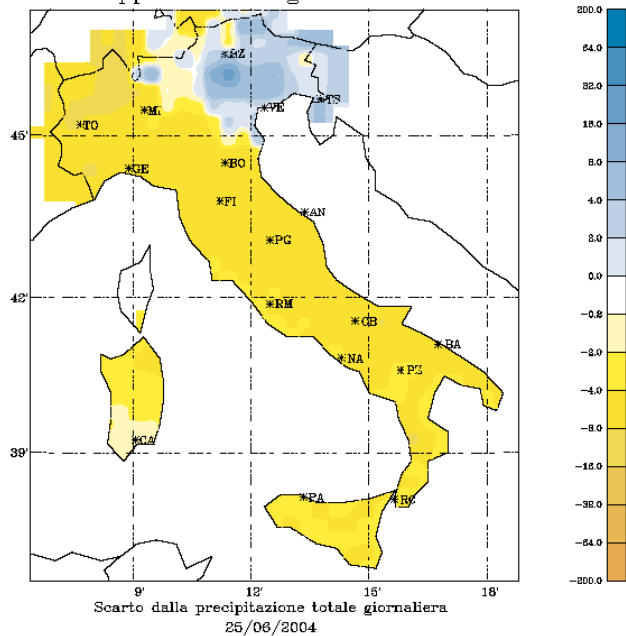 200.0
64.0
32.0
16.0
8.0
4.0
2.0
0.0
-0.8
-2.0
-4.0
-8.0
-16.0
-32.0
-64.0
-200.0
BZ
MI
VE
TS
TO
45'
GE
BO
FI
AN
PG
42'
RM
CB
BA
NA
PZ
39'
CA
PA
RC
9'
12'
15'
18'
Scarto dalla precipitazione totale giornaliera
25/06/2004